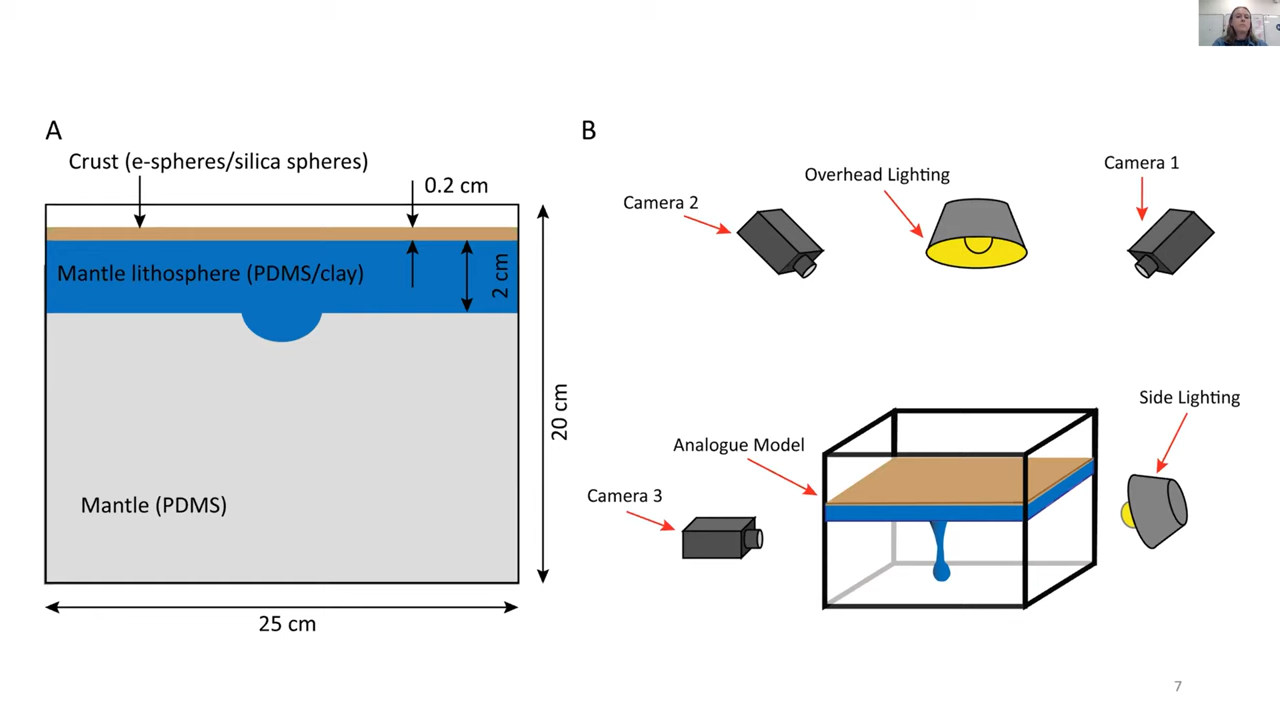 A
Crust (e-spheres/silica spheres)
0.2 cm
Mantle lithosphere (PDMS/clay)
2 cm
20 cm
Mantle (PDMS)
25 cm
B
Camera 2
Overhead Lighting
Camera 1
Side Lighting
Analogue Model
Camera 3
7